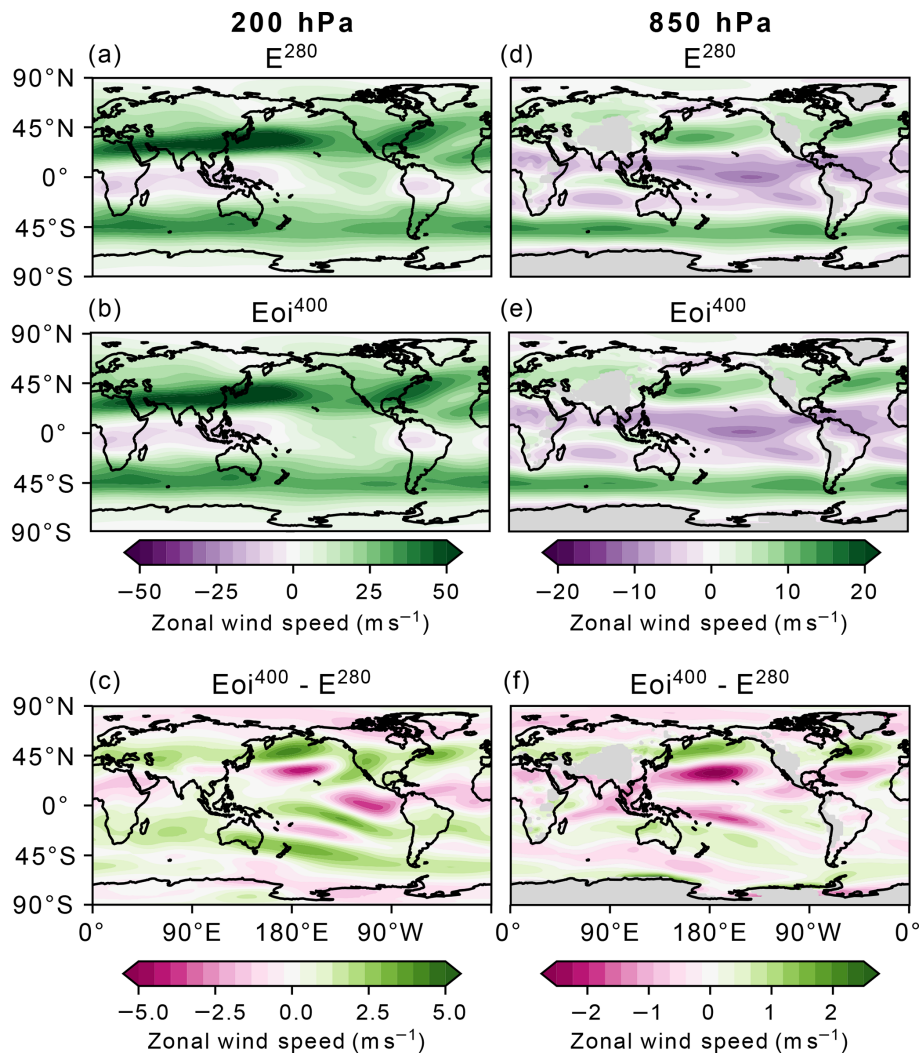 200 hPa
850 hPa
(a)
E²⁸⁰
(d)
E²⁸⁰
90°N
45°N
0°
45°S
90°S
(b)
Eoi⁴⁰⁰
(e)
Eoi⁴⁰⁰
90°N
45°N
0°
45°S
90°S
−50 −25 0 25 50
Zonal wind speed (m s⁻¹)
−20 −10 0 10 20
Zonal wind speed (m s⁻¹)
(c)
Eoi⁴⁰⁰ - E²⁸⁰
(f)
Eoi⁴⁰⁰ - E²⁸⁰
90°N
45°N
0°
45°S
90°S
0° 90°E 180°E 90°W
90°E 180°E 90°W 0°
−5.0 −2.5 0.0 2.5 5.0
Zonal wind speed (m s⁻¹)
−2 −1 0 1 2
Zonal wind speed (m s⁻¹)